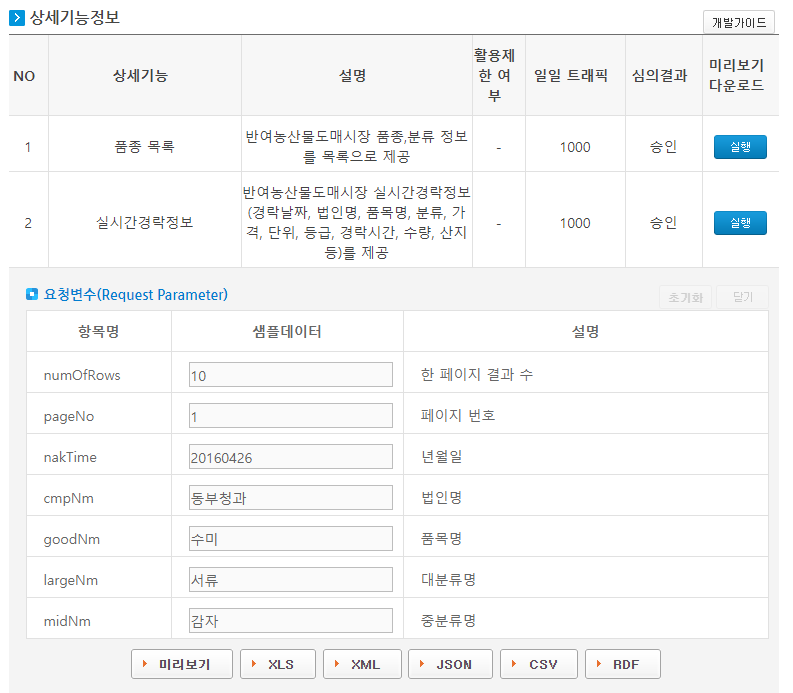 상세기능정보
개발가이드
NO 상세기능 설명 활용제한 여부 일일 트래픽 심의결과 미리보기 다운로드
1 품종 목록 반여농산물도매시장 품종,분류 정보
를 목록으로 제공 - 1000 승인 실행
2 실시간경락정보 반여농산물도매시장 실시간경락정보
(경락날짜, 법인명, 품목명, 분류, 가
격, 단위, 등급, 경락시간, 수량, 산지
등)를 제공 - 1000 승인 실행
요청변수(Request Parameter) 초기화 닫기
항목명 샘플데이터 설명
numOfRows 10 한 페이지 결과 수
pageNo 1 페이지 번호
nakTime 20160426 년월일
cmpNm 동부청과 법인명
goodNm 수미 품목명
largeNm 서류 대분류명
midNm 감자 중분류명
미리보기 XLS XML JSON CSV RDF